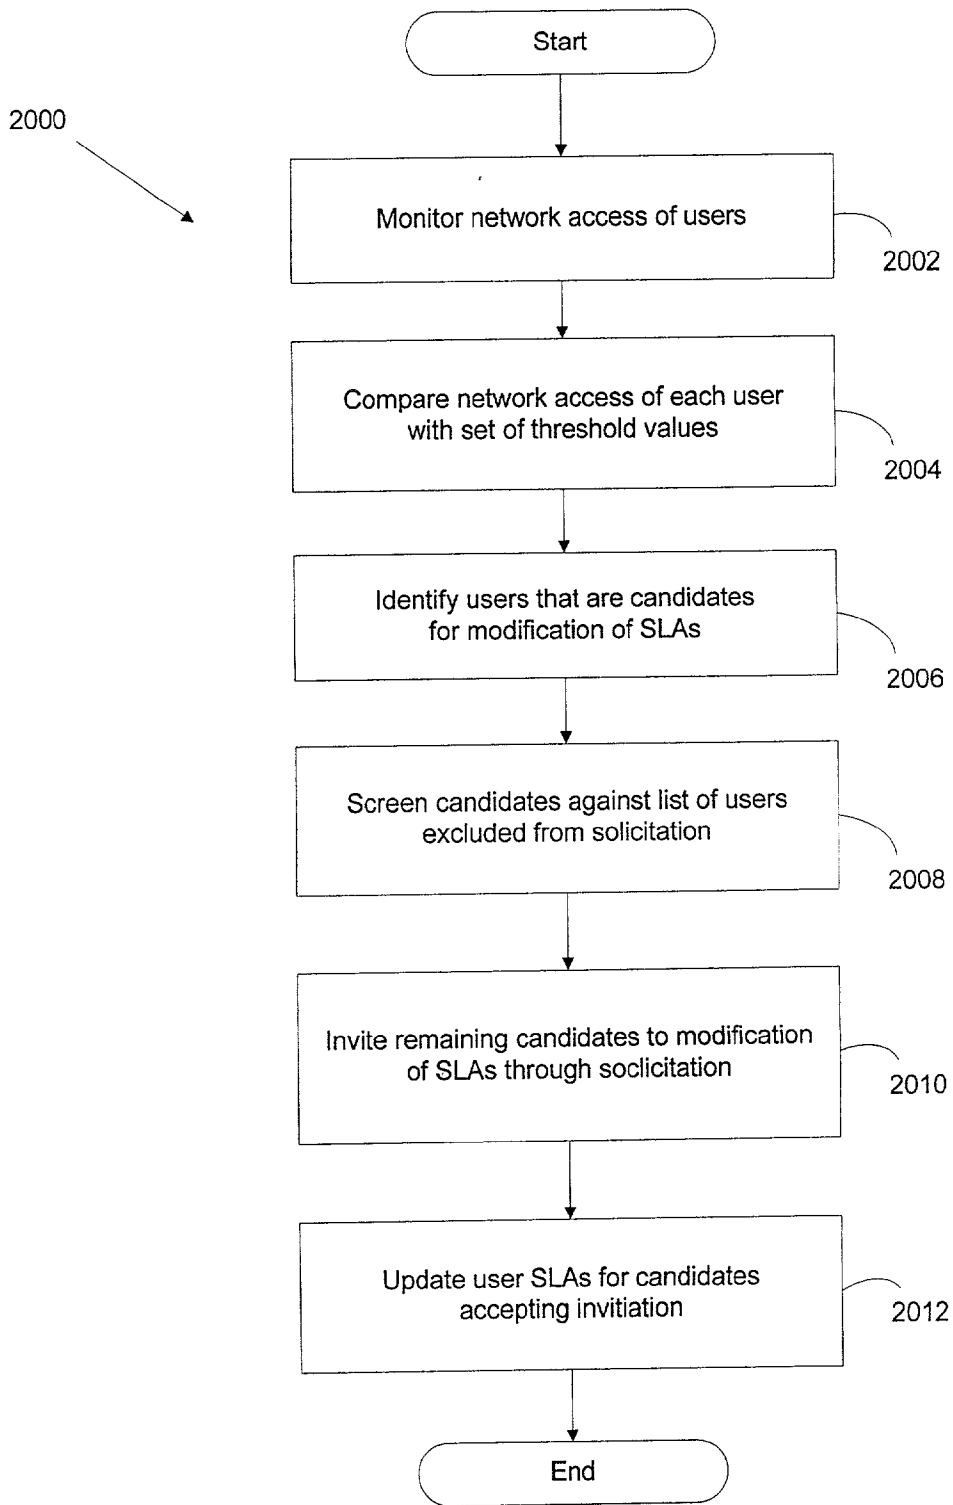 Start
2000
Monitor network access of users
2002
Compare network access of each user
with set of threshold values
2004
Identify users that are candidates
for modification of SLAs
2006
Screen candidates against list of users
excluded from solicitation
2008
Invite remaining candidates to modification
of SLAs through soclicitation
2010
Update user SLAs for candidates
accepting invitiation
2012
End